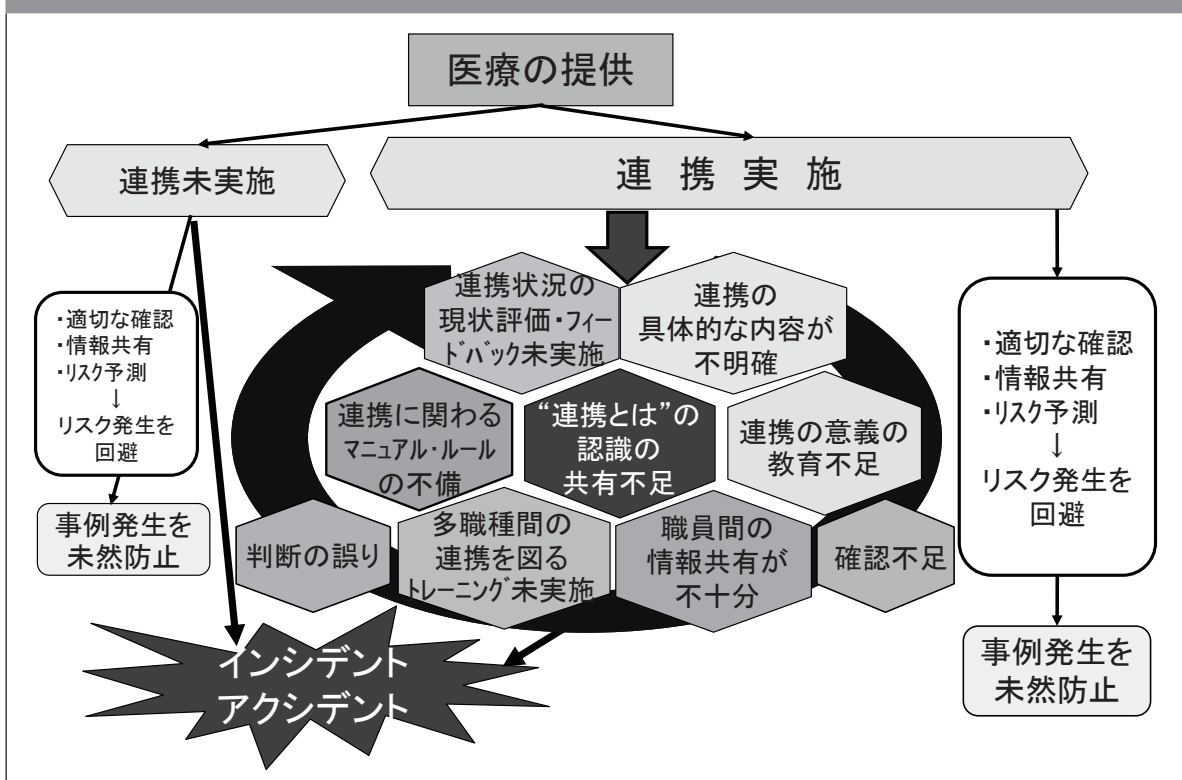 医療の提供
連携未実施
連携実施
・適切な確認
・情報共有
・リスク予測
↓
リスク発生を
回避
事例発生を
未然防止
連携状況の
現状評価・フィー
ドバック未実施
連携の
具体的な内容が
不明確
連携に関わる
マニュアル・ルール
の不備
“連携とは”の
認識の
共有不足
連携の意義の
教育不足
判断の誤り
多職種間の
連携を図る
トレーニング未実施
職員間の
情報共有が
不十分
確認不足
インシデント
アクシデント
・適切な確認
・情報共有
・リスク予測
↓
リスク発生を
回避
事例発生を
未然防止